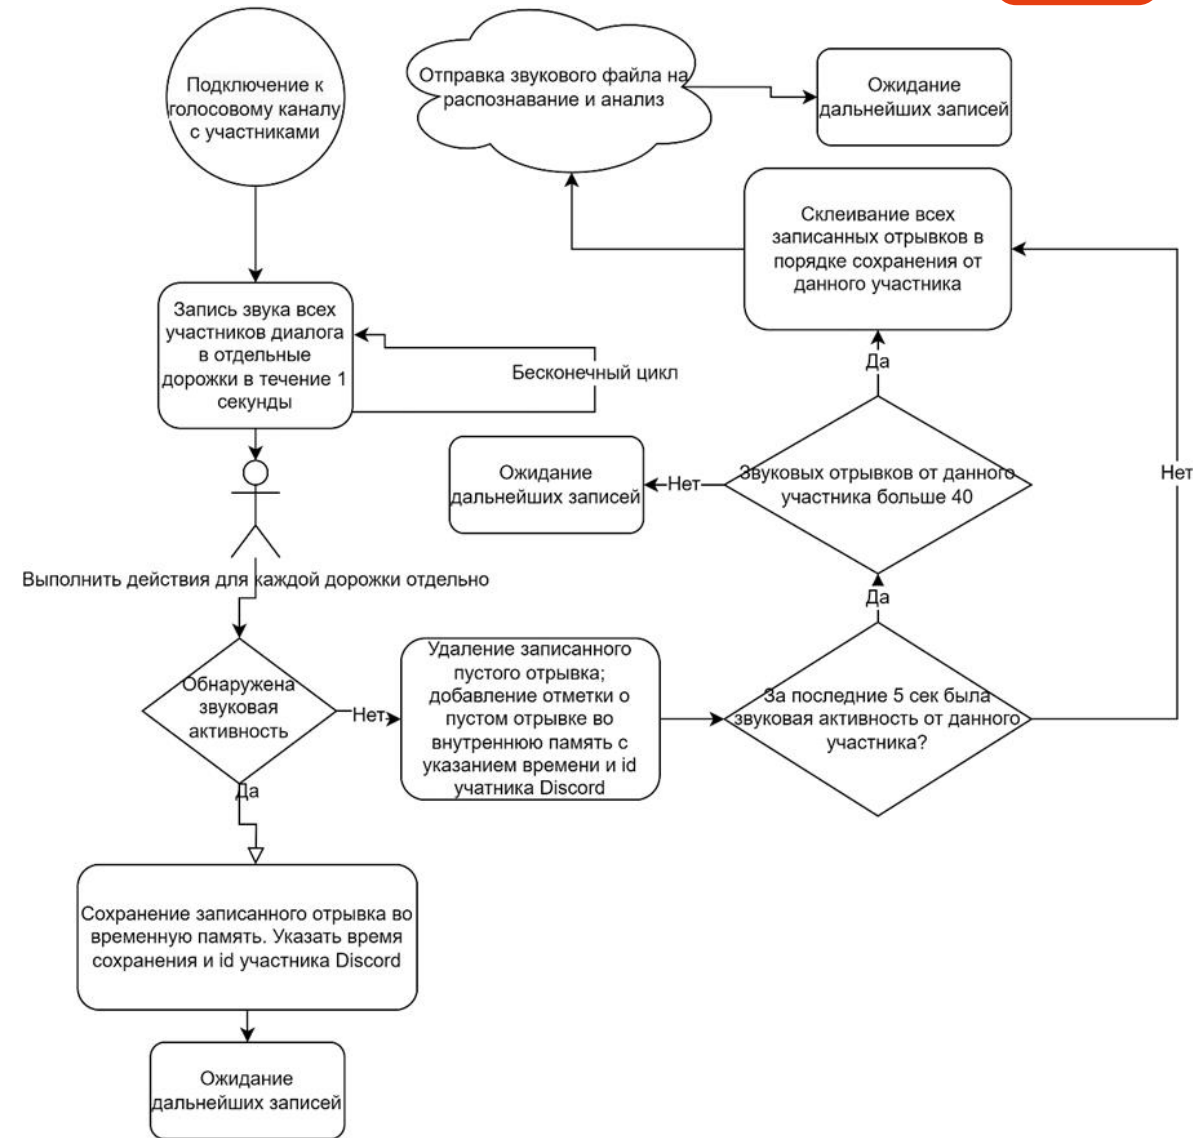 Подключение к
голосовому каналу
с участниками
Отправка звукового файла на
распознавание и анализ
Ожидание
дальнейших записей
Склеивание всех
записанных отрывков в
порядке сохранения от
данного участника
Запись звука всех
участников диалога
в отдельные
дорожки в течение 1
секунды
Бесконечный цикл
Да
Ожидание
дальнейших записей
Нет
Звуковых отрывков от данного
участника больше 40
Нет
Выполнить действия для каждой дорожки отдельно
Да
Обнаружена
звуковая
активность
Нет
Удаление записанного
пустого отрывка;
добавление отметки о
пустом отрывке во
внутреннюю память с
указанием времени и id
учатника Discord
За последние 5 сек была
звуковая активность от данного
участника?
Да
Сохранение записанного отрывка во
временную память. Указать время
сохранения и id участника Discord
Ожидание
дальнейших записей